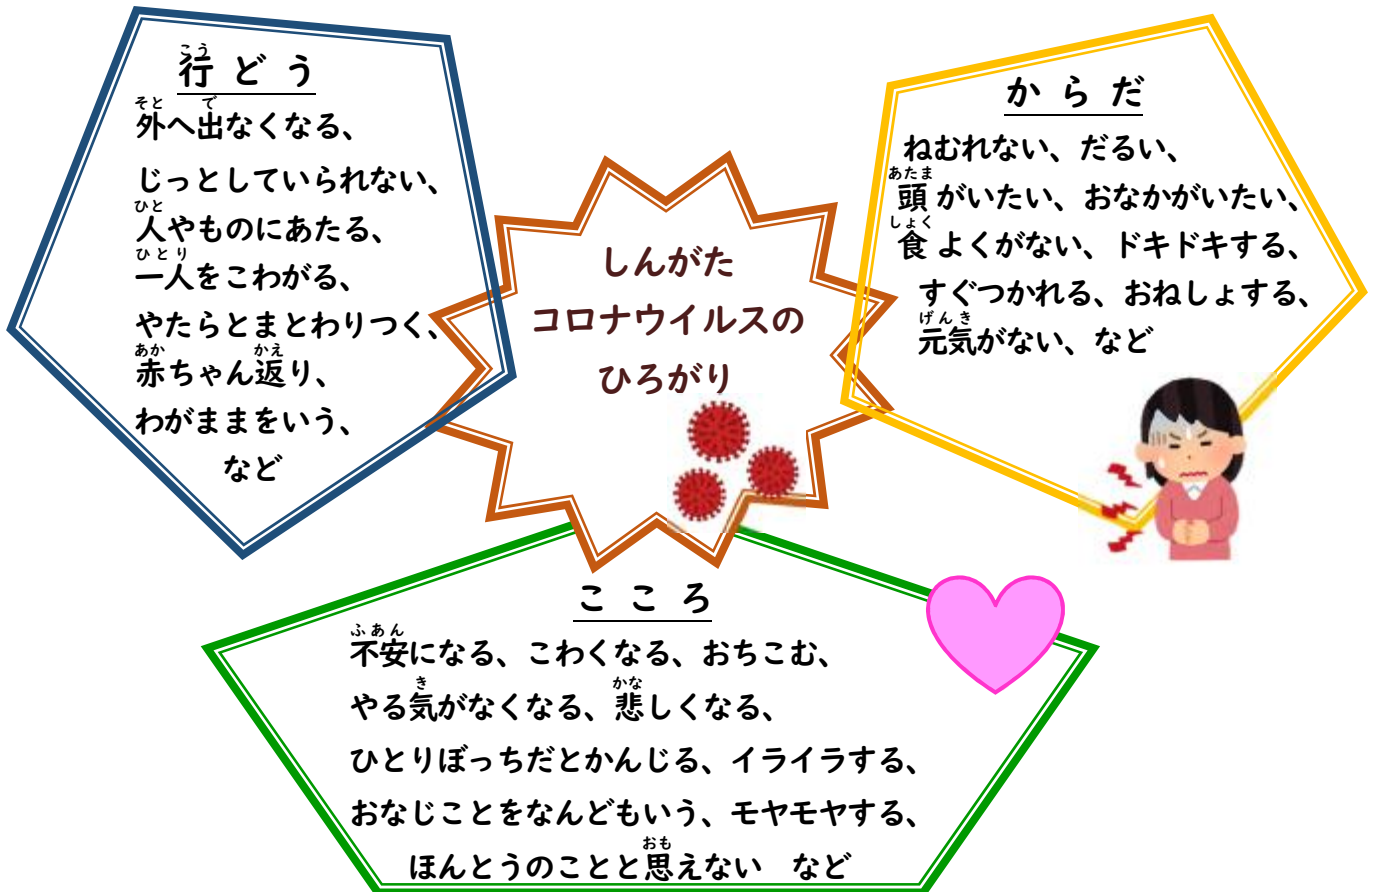 行どう
外へ出なくなる、
じっとしていられない、
人やものにあたる、
一人をこわがる、
やたらとまとわりつく、
赤ちゃん返り、
わがままをいう、
など
しんがた
コロナウイルスの
ひろがり
からだ
ねむれない、だるい、
頭がいたい、おなかがいたい、
食よくがない、ドキドキする、
すぐつかれる、おねしょする、
元気がない、など
こころ
不安になる、こわくなる、おちこむ、
やる気がなくなる、悲しくなる、
ひとりぼっちだとかんじる、イライラする、
おなじことをなんどもいう、モヤモヤする、
ほんとうのことと思えない　など